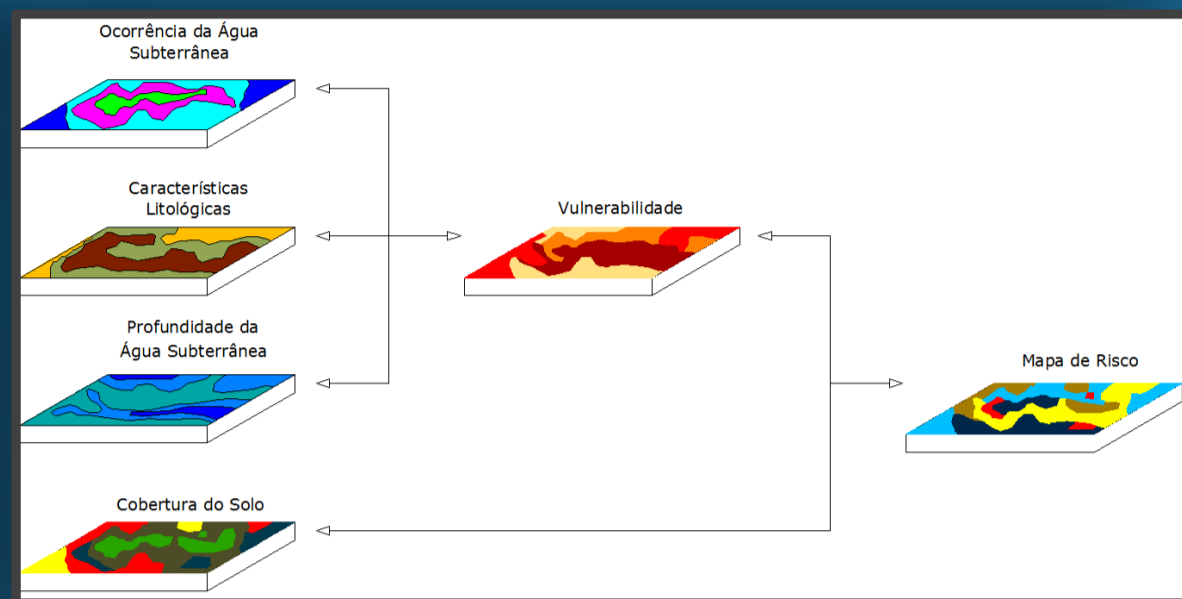 Ocorrência da Água
Subterrânea
Características
Litológicas
Vulnerabilidade
Profundidade da
Água Subterrânea
Mapa de Risco
Cobertura do Solo